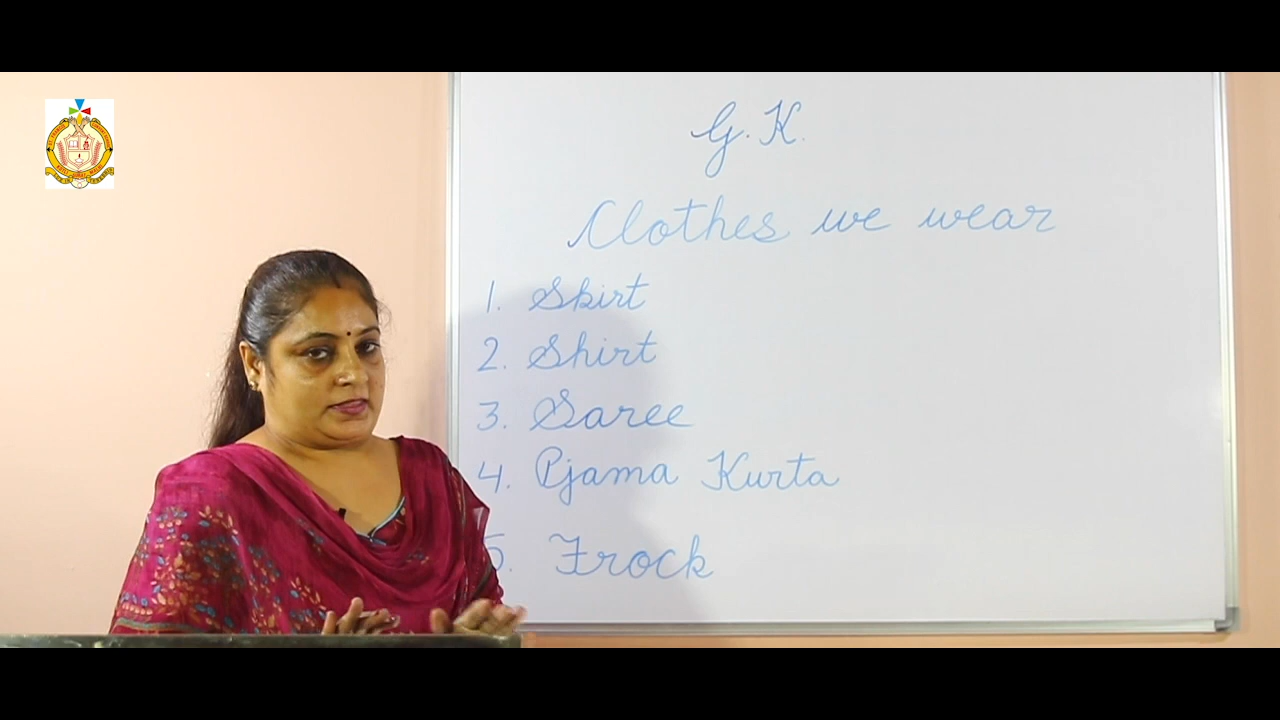 G.K.
Clothes we wear
1. Skirt
2. Shirt
3. Saree
4. Pjama Kurta
5. Frock